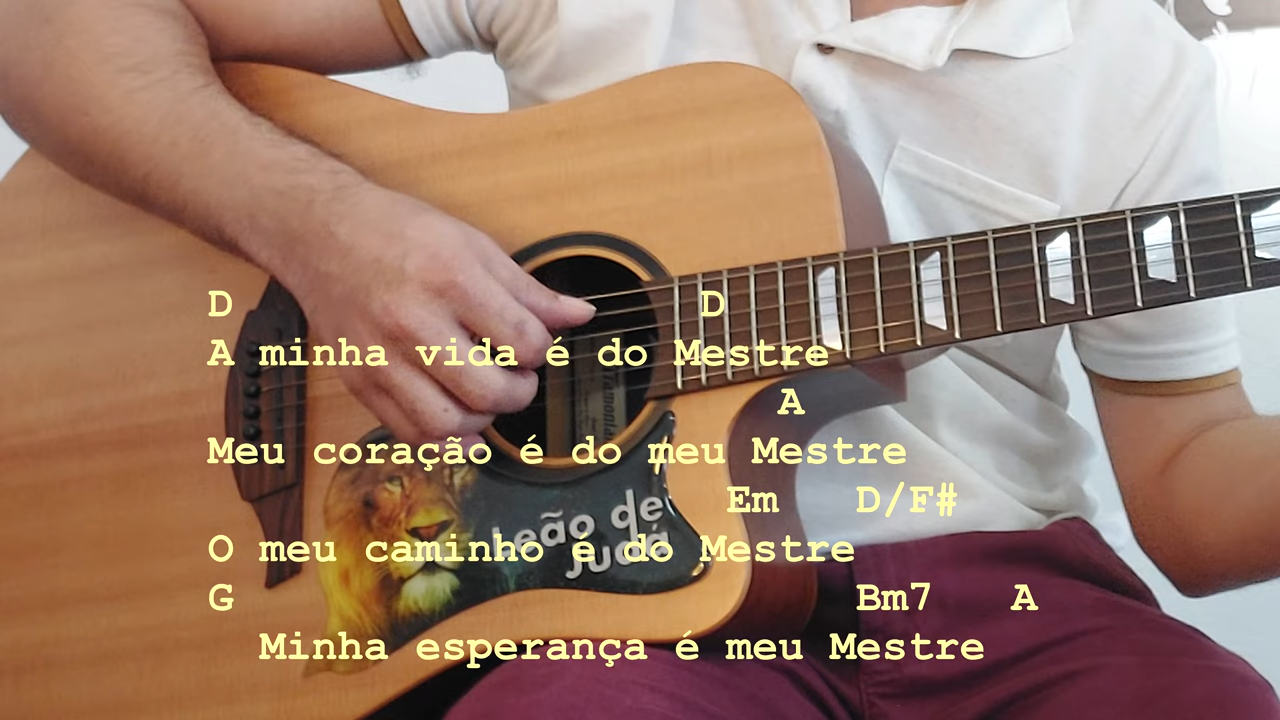 D                  D
A minha vida é do Mestre
                      A
Meu coração é do meu Mestre
                    Em   D/F#
O meu caminho é do Mestre
G                        Bm7   A
  Minha esperança é meu Mestre
Leão de
Judá